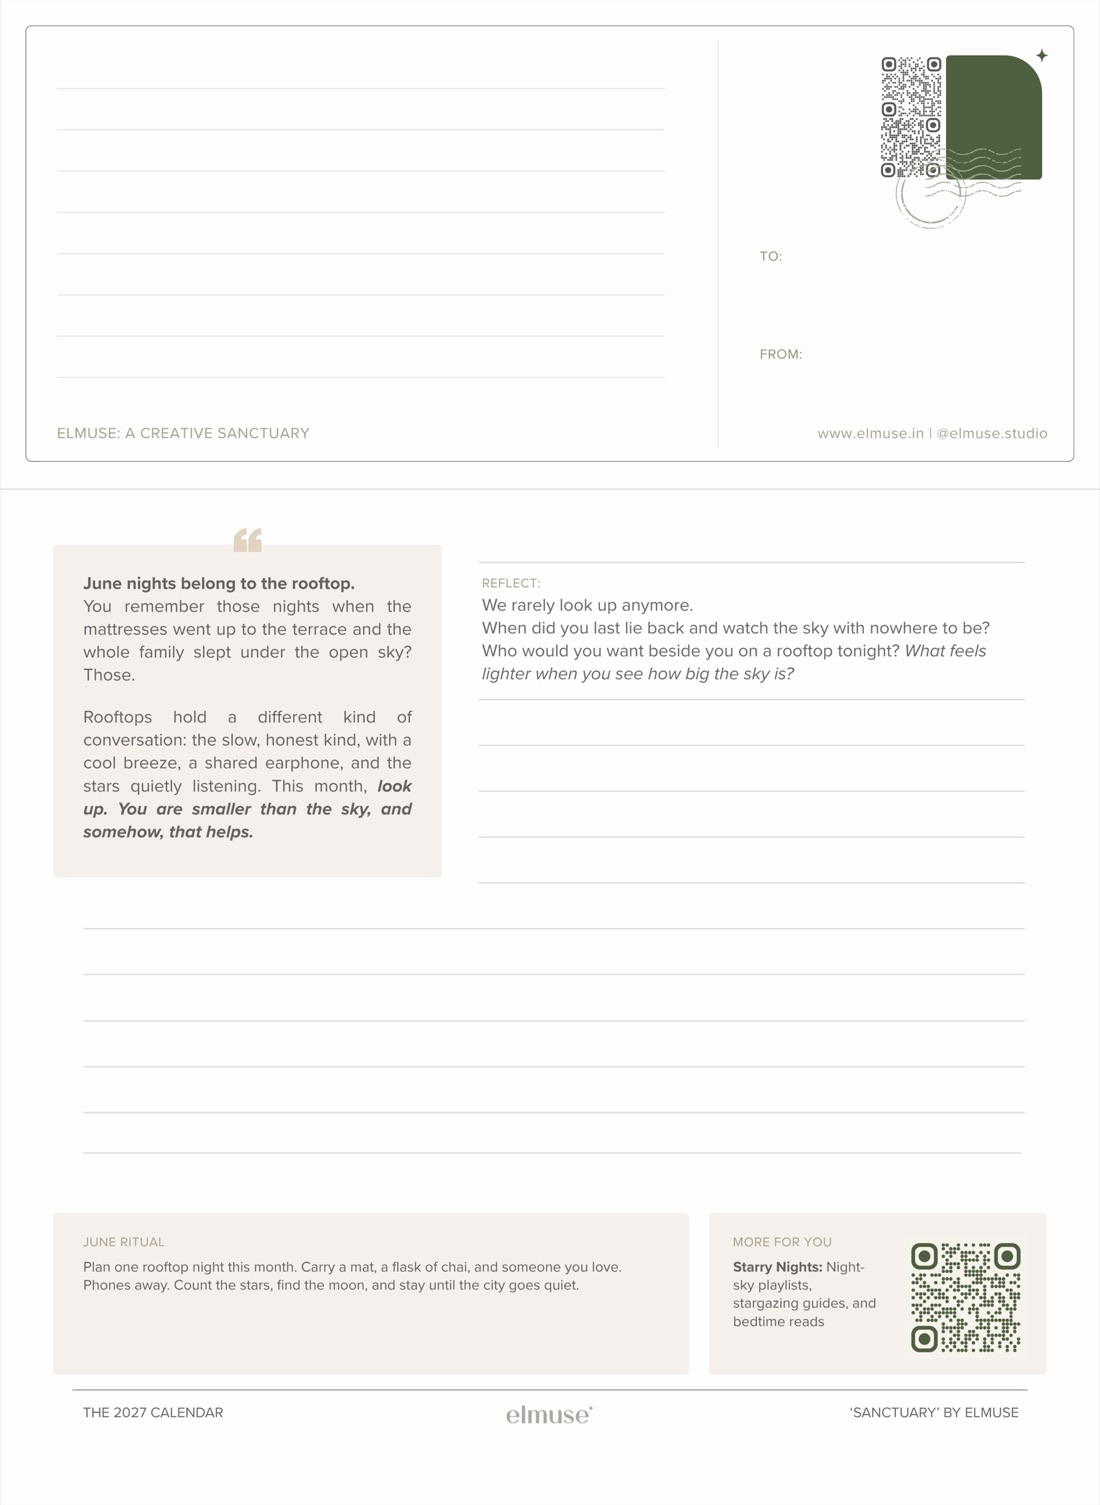 TO:
FROM:
ELMUSE: A CREATIVE SANCTUARY
www.elmuse.in | @elmuse.studio
June nights belong to the rooftop.
You remember those nights when the
mattresses went up to the terrace and the
whole family slept under the open sky?
Those.
Rooftops hold a different kind of
conversation: the slow, honest kind, with a
cool breeze, a shared earphone, and the
stars quietly listening. This month, look
up. You are smaller than the sky, and
somehow, that helps.
REFLECT:
We rarely look up anymore.
When did you last lie back and watch the sky with nowhere to be?
Who would you want beside you on a rooftop tonight? What feels
lighter when you see how big the sky is?
JUNE RITUAL
Plan one rooftop night this month. Carry a mat, a flask of chai, and someone you love.
Phones away. Count the stars, find the moon, and stay until the city goes quiet.
MORE FOR YOU
Starry Nights: Night-
sky playlists,
stargazing guides, and
bedtime reads
THE 2027 CALENDAR
elmuse
‘SANCTUARY’ BY ELMUSE